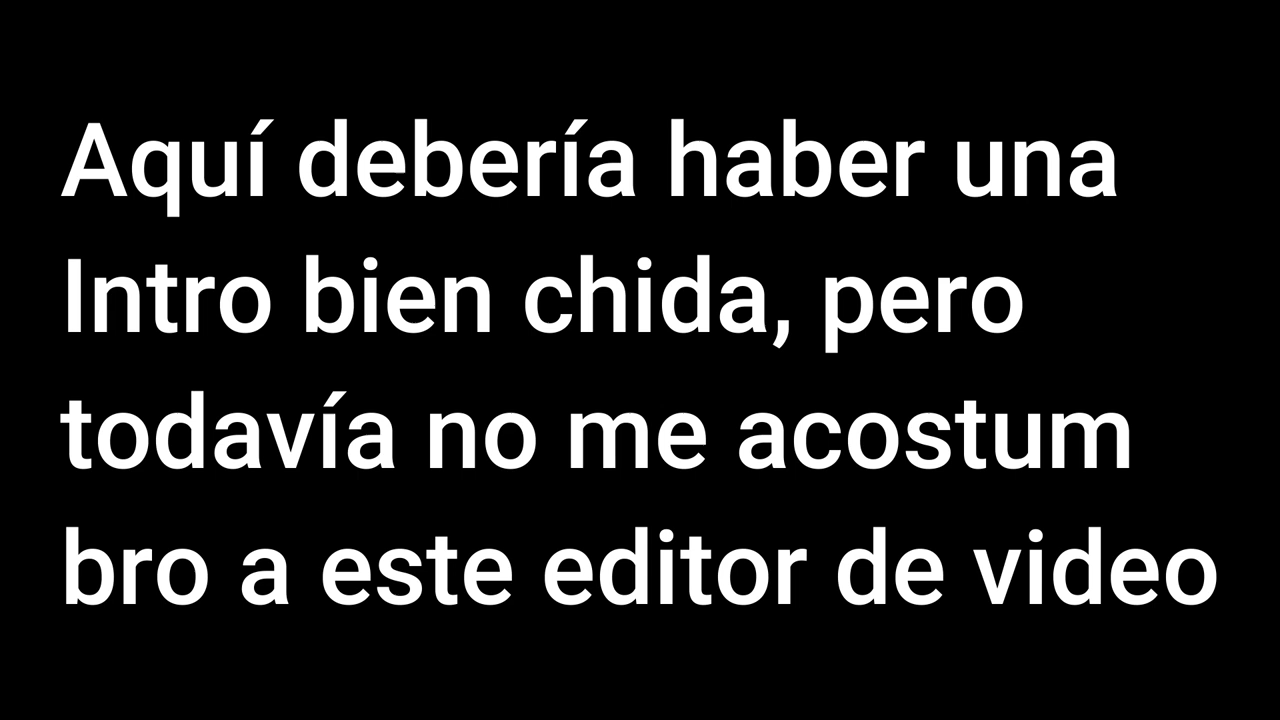 Aquí debería haber una
Intro bien chida, pero
todavía no me acostum
bro a este editor de video